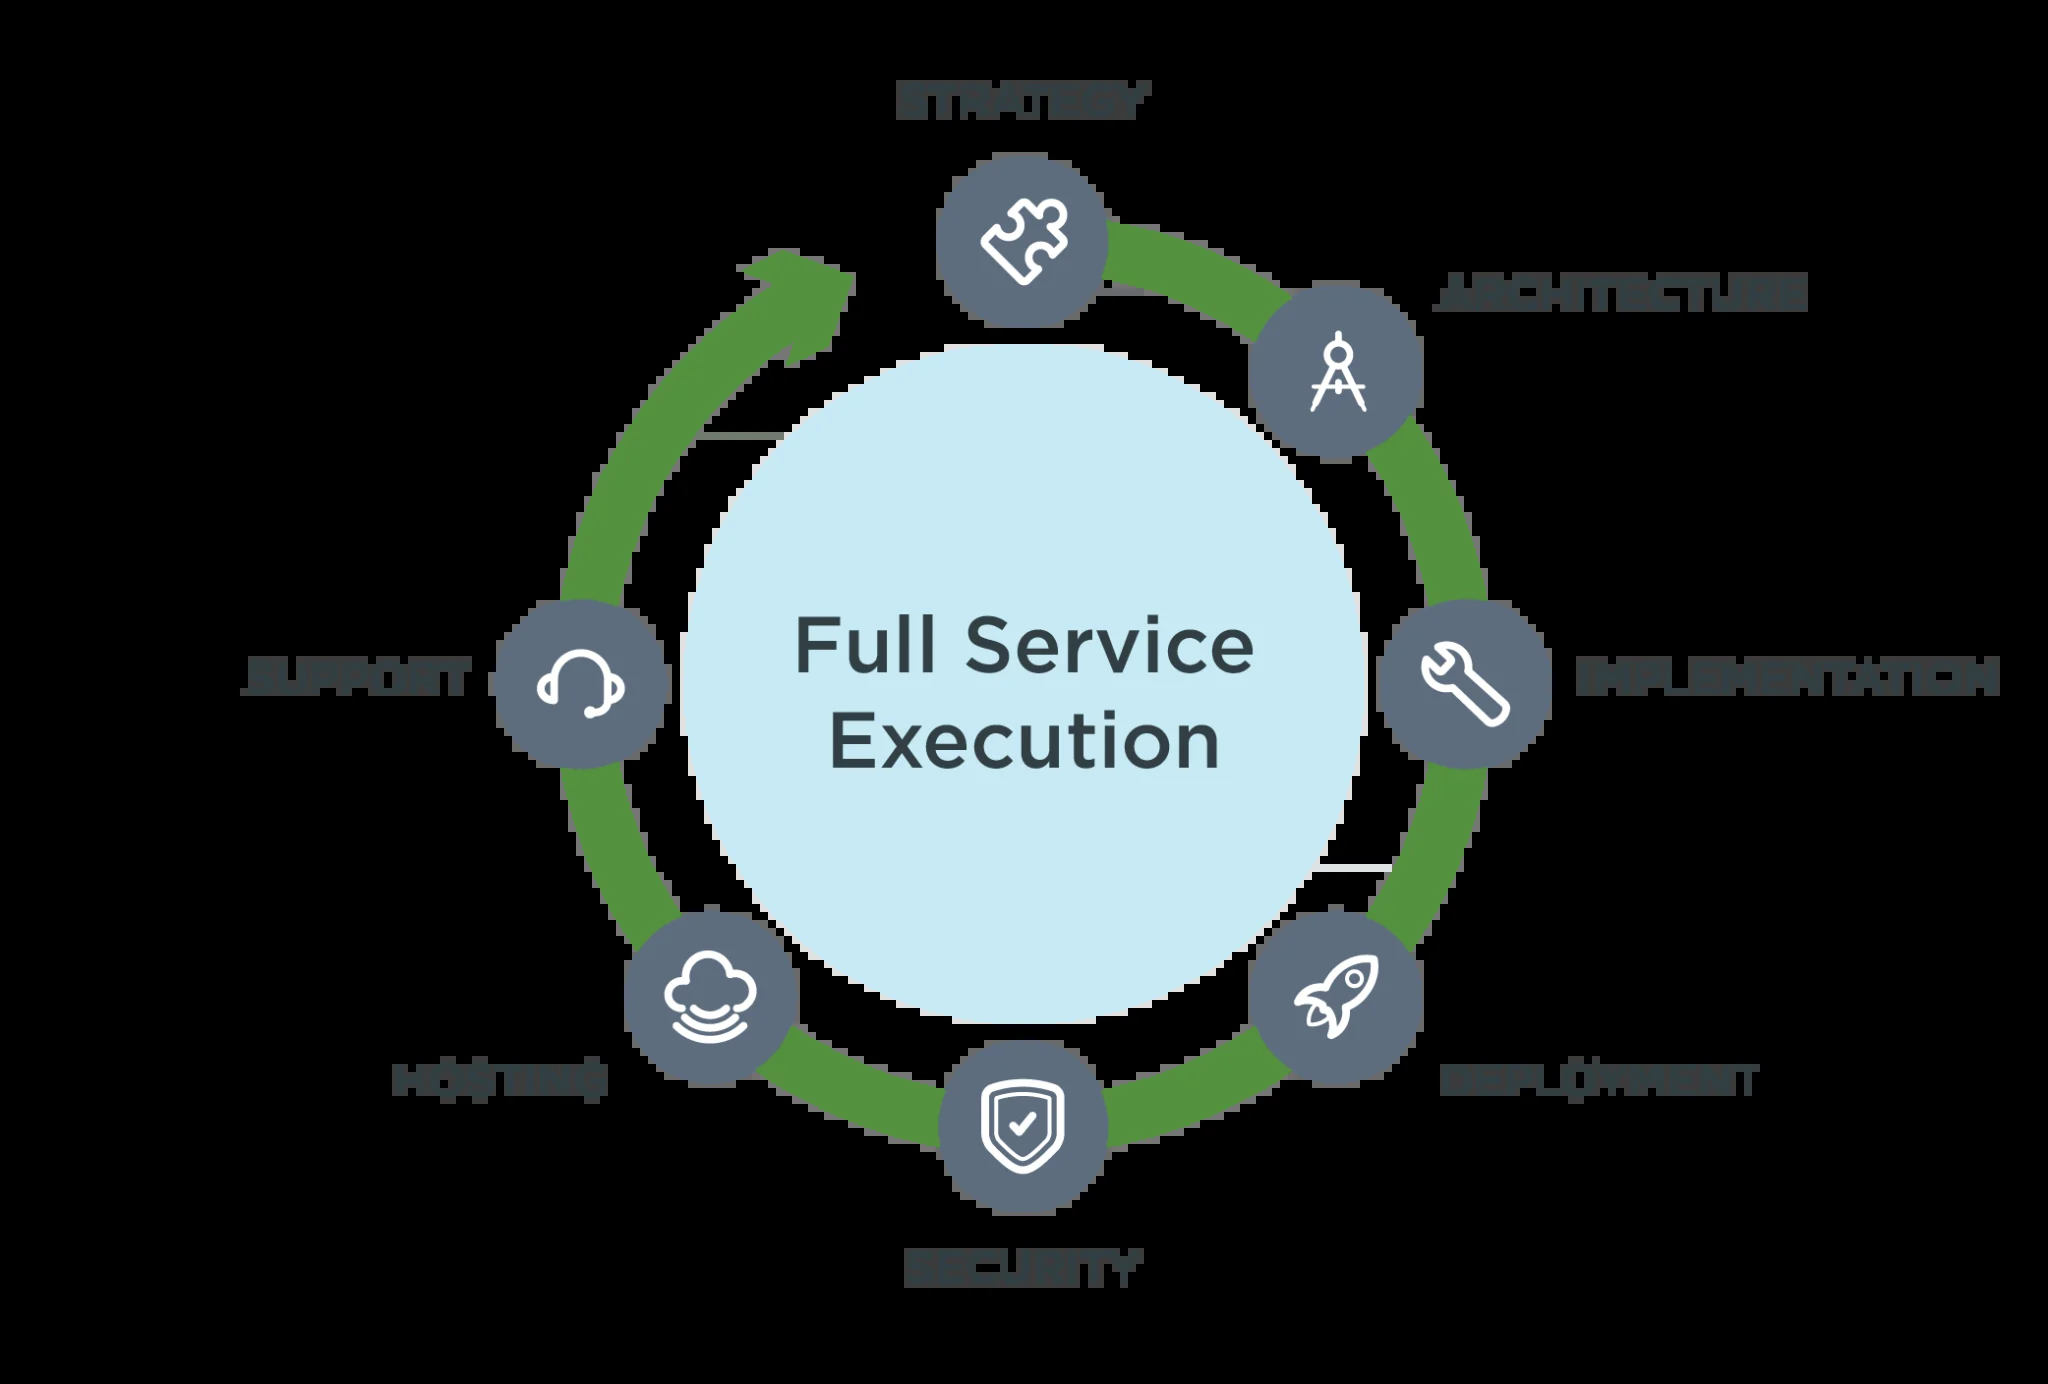 STRATEGY
ARCHITECTURE
Full Service
Execution
SUPPORT
IMPLEMENTATION
HOSTING
DEPLOYMENT
SECURITY